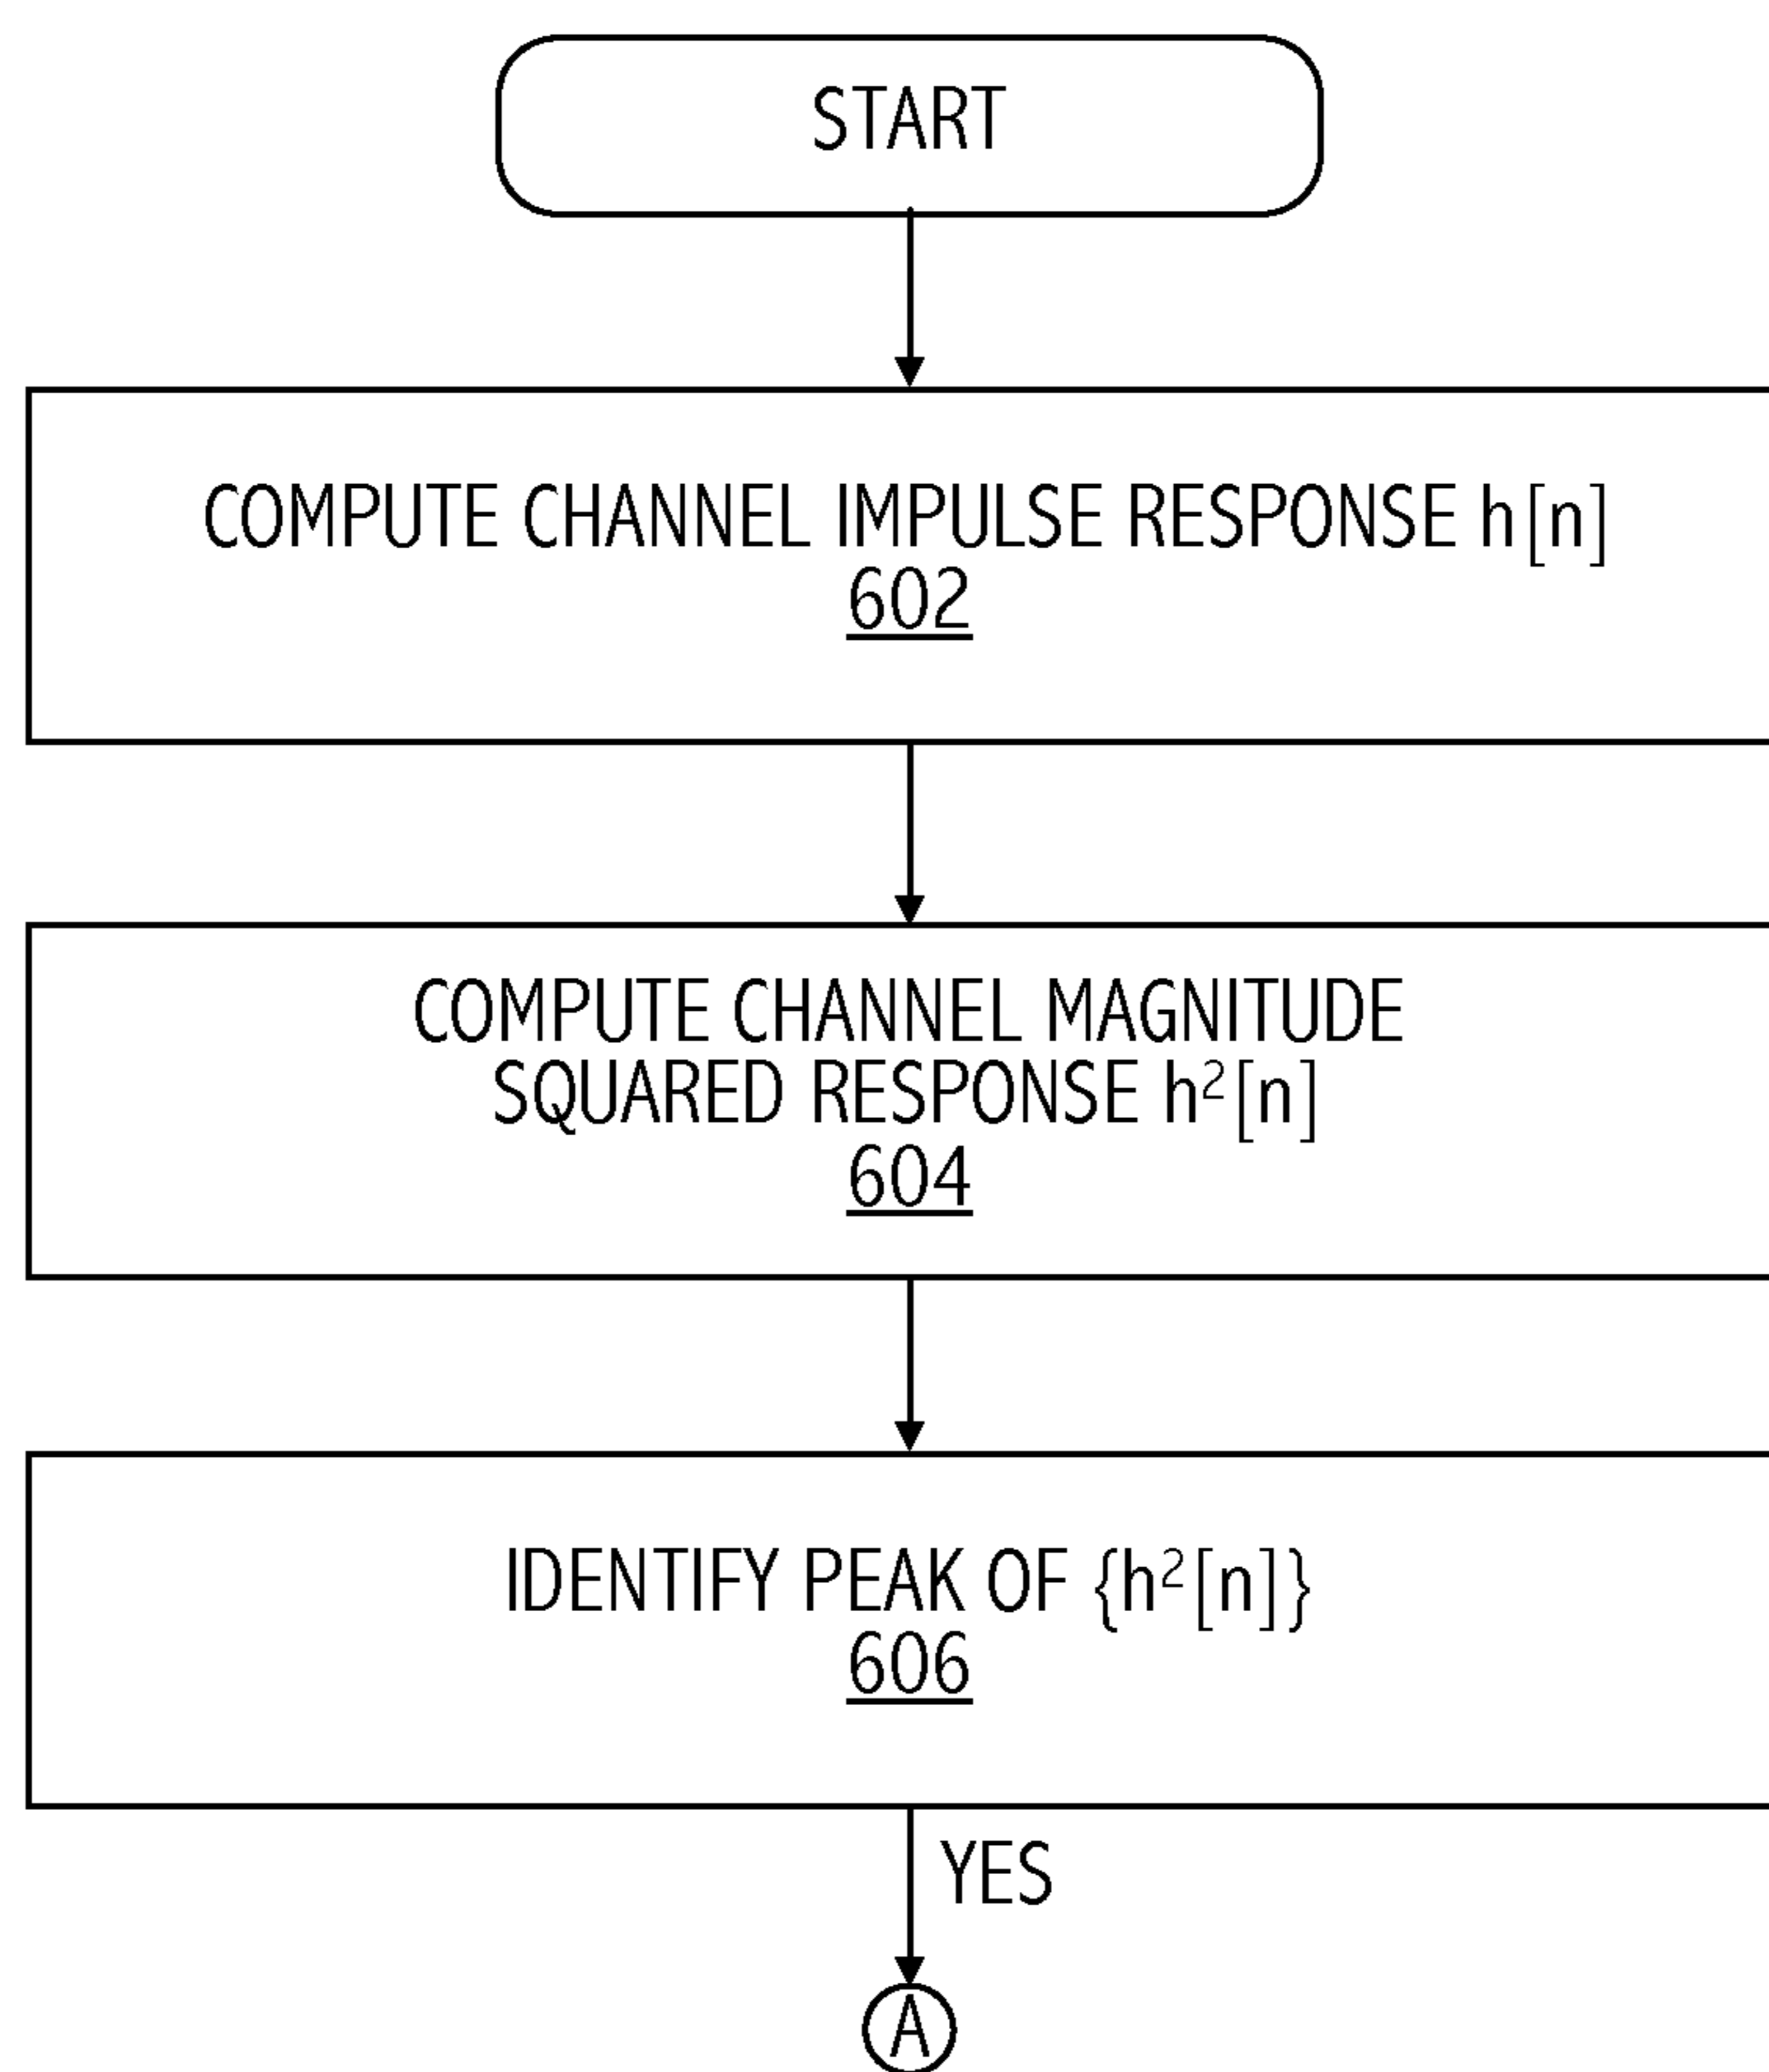 START
COMPUTE CHANNEL IMPULSE RESPONSE h[n]
602
COMPUTE CHANNEL MAGNITUDE
SQUARED RESPONSE h²[n]
604
IDENTIFY PEAK OF {h²[n]}
606
YES
A